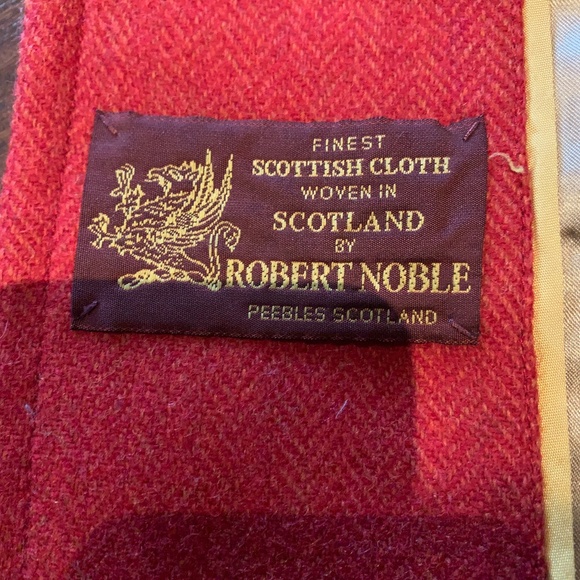 FINEST
SCOTTISH CLOTH
WOVEN IN
SCOTLAND
BY
ROBERT NOBLE
PEEBLES SCOTLAND